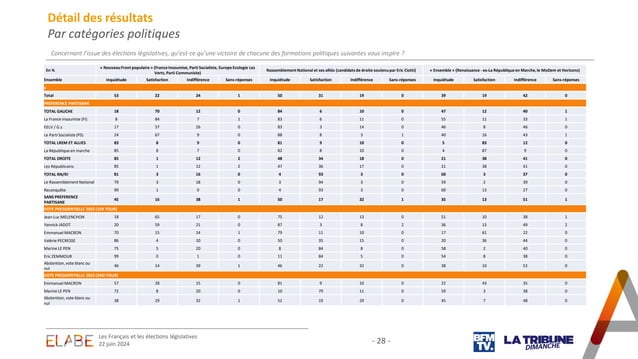 Détail des résultats
Par catégories politiques
Concernant l'issue des élections législatives, qu'est-ce qu'une victoire de chacune des formations politiques suivantes vous inspire ?
En % « Nouveau Front populaire » (France Insoumise, Parti Socialiste, Europe Ecologie Les Verts, Parti Communiste) Rassemblement National et ses alliés (candidats de droite soutenu par Eric Ciotti) « Ensemble » (Renaissance - ex-La République en Marche, le MoDem et Horizons)
Ensemble Inquiétude Satisfaction Indifférence Sans réponses Inquiétude Satisfaction Indifférence Sans réponses Inquiétude Satisfaction Indifférence Sans réponses
Total 53 22 24 1 50 31 19 0 39 19 42 0
PREFERENCE PARTISANE
TOTAL GAUCHE 18 70 12 0 84 6 10 0 47 12 40 1
La France Insoumise (FI) 8 84 7 1 83 6 11 0 55 11 33 1
EELV / G.s 17 57 26 0 83 3 14 0 46 8 46 0
Le Parti Socialiste (PS) 24 67 9 0 88 8 3 1 40 16 43 1
TOTAL LREM ET ALLIES 83 8 9 0 81 9 10 0 5 83 12 0
La République en marche 85 8 7 0 82 8 10 0 4 87 9 0
TOTAL DROITE 85 1 12 2 48 34 18 0 21 38 41 0
Les Républicains 85 1 12 2 47 36 17 0 21 38 41 0
TOTAL RN/R! 81 3 16 0 4 93 3 0 60 3 37 0
Le Rassemblement National 79 3 18 0 3 94 3 0 59 2 39 0
Reconquête 99 1 0 0 4 93 3 0 60 13 27 0
SANS PREFERENCE PARTISANE 45 16 38 1 50 17 32 1 35 13 51 1
VOTE PRESIDENTIELLE 2022 (1ER TOUR)
Jean-Luc MELENCHON 18 65 17 0 75 12 13 0 51 10 38 1
Yannick JADOT 20 59 21 0 87 3 8 2 36 13 49 2
Emmanuel MACRON 70 15 14 1 79 11 10 0 17 61 22 0
Valérie PECRESSE 86 4 10 0 50 35 15 0 20 36 44 0
Marine LE PEN 75 5 20 0 8 84 8 0 58 2 40 0
Eric ZEMMOUR 99 0 1 0 11 84 5 0 54 8 38 0
Abstention, vote blanc ou nul 46 14 39 1 46 22 32 0 38 10 52 0
VOTE PRESIDENTIELLE 2022 (2ND TOUR)
Emmanuel MACRON 57 28 15 0 81 9 10 0 22 43 35 0
Marine LE PEN 72 8 20 0 10 79 11 0 59 3 38 0
Abstention, vote blanc ou nul 38 29 32 1 52 19 29 0 45 7 48 0
ELABE
Les Français et les élections législatives
22 juin 2024
- 28 -
BFM TV.
LA TRIBUNE DIMANCHE